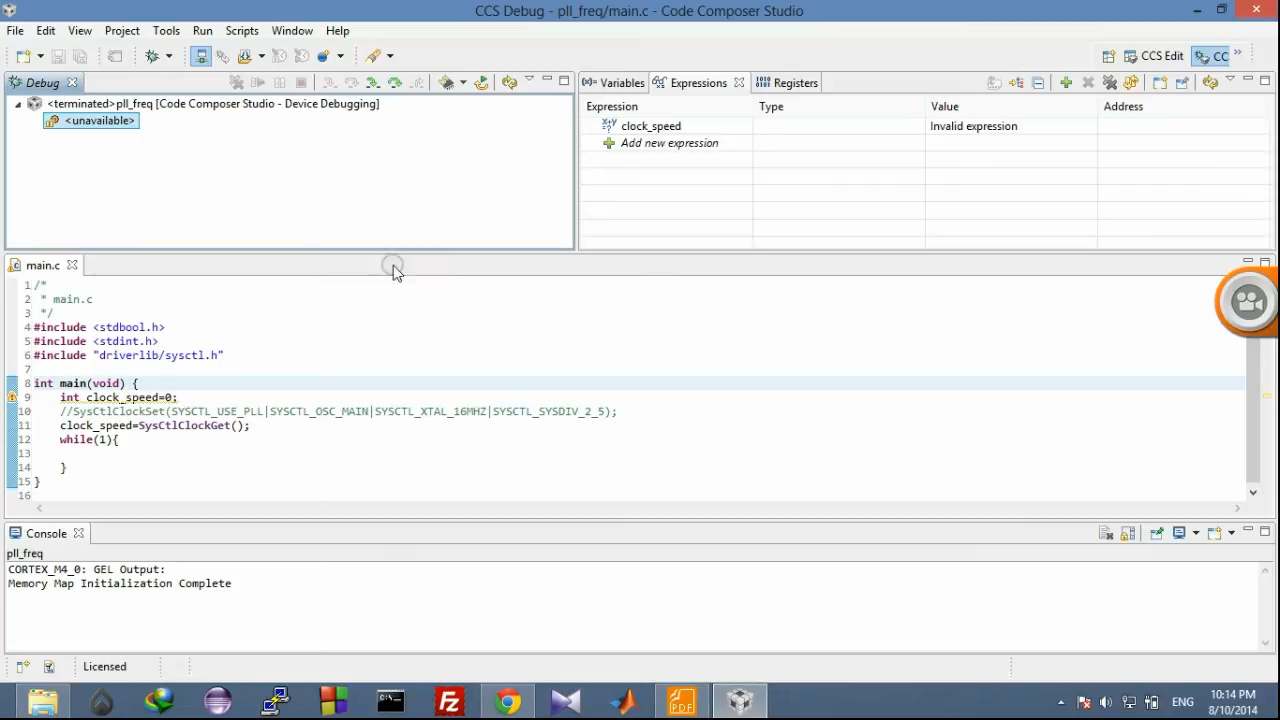 CCS Debug - pll_freq/main.c - Code Composer Studio
File Edit View Project Tools Run Scripts Window Help
CCS Edit CC
Debug
<terminated>pll_freq [Code Composer Studio - Device Debugging]
<unavailable>
Variables Expressions Registers
Expression Type Value Address
clock_speed Invalid expression
Add new expression
main.c
1 /*
2 * main.c
3 */
4 #include <stdbool.h>
5 #include <stdint.h>
6 #include "driverlib/sysctl.h"
7
8 int main(void) {
9 int clock_speed=0;
10 //SysCtlClockSet(SYSCTL_USE_PLL|SYSCTL_OSC_MAIN|SYSCTL_XTAL_16MHZ|SYSCTL_SYSDIV_2_5);
11 clock_speed=SysCtlClockGet();
12 while(1){
13
14 }
15 }
16
Console
pll_freq
CORTEX_M4_0: GEL Output:
Memory Map Initialization Complete
Licensed
ENG
10:14 PM
8/10/2014